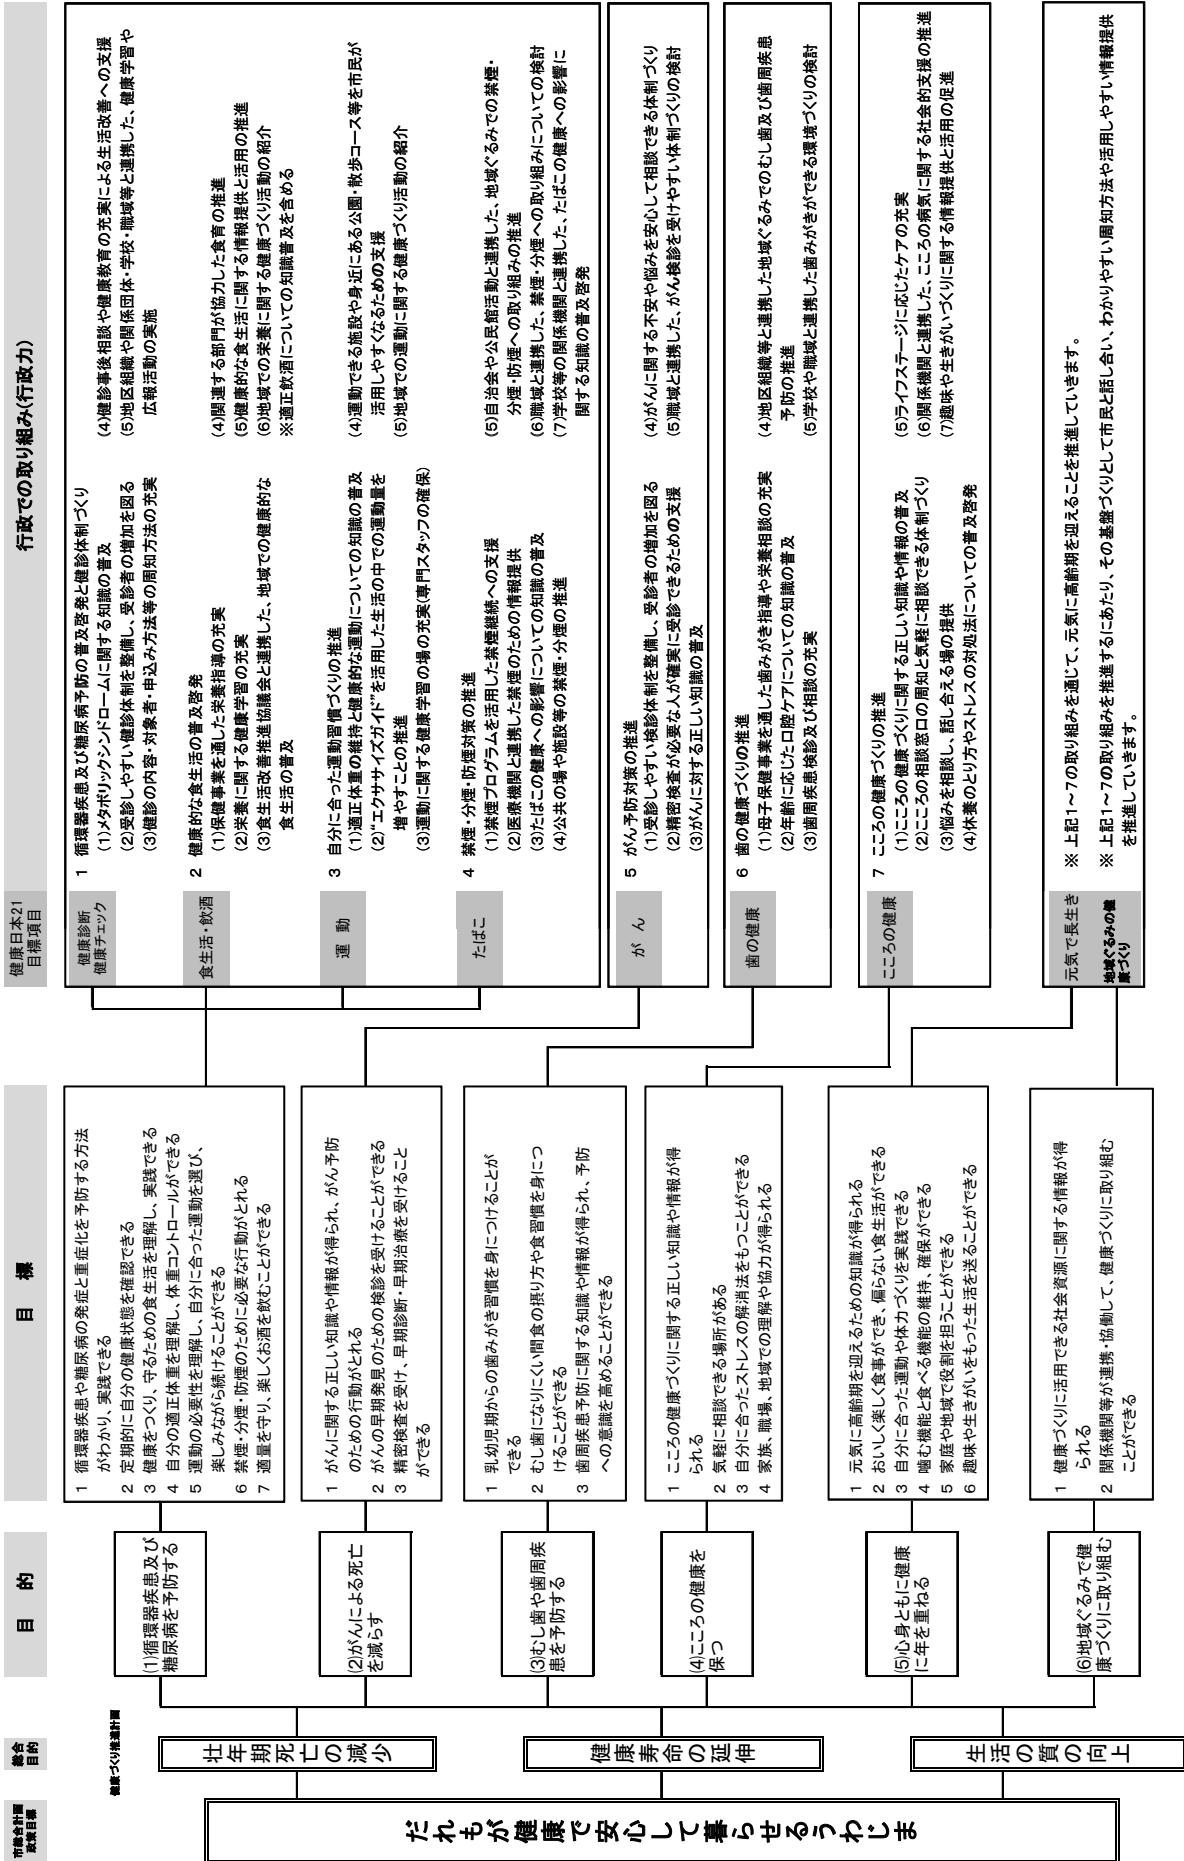 市総合計画
政策目標
総合
目的
目　的
目　標
健康日本21
目標項目
行政での取り組み(行政力)
健康づくり推進計画
だれもが健康で安心して暮らせるうわじま
壮年期死亡の減少
健康寿命の延伸
生活の質の向上
(1)循環器疾患及び
糖尿病を予防する
(2)がんによる死亡
を減らす
(3)むし歯や歯周疾
患を予防する
(4)こころの健康を
保つ
(5)心身ともに健康
に年を重ねる
(6)地域ぐるみで健
康づくりに取り組む
1　循環器疾患や糖尿病の発症と重症化を予防する方法
がわかり、実践できる
2　定期的に自分の健康状態を確認できる
3　健康をつくり、守るための食生活を理解し、実践できる
4　自分の適正体重を理解し、体重コントロールができる
5　運動の必要性を理解し、自分に合った運動を選び、
楽しみながら続けることができる
6　禁煙・分煙・防煙のために必要な行動がとれる
7　適量を守り、楽しくお酒を飲むことができる
1　がんに関する正しい知識や情報が得られ、がん予防
のための行動がとれる
2　がんの早期発見のための検診を受けることができる
3　精密検査を受け、早期診断・早期治療を受けること
ができる
1　乳幼児期からの歯みがき習慣を身につけることが
できる
2　むし歯になりにくい間食の摂り方や食習慣を身につ
けることができる
3　歯周疾患予防に関する知識や情報が得られ、予防
への意識を高めることができる
1　こころの健康づくりに関する正しい知識や情報が得
られる
2　気軽に相談できる場所がある
3　自分に合ったストレスの解消法をもつことができる
4　家族、職場、地域での理解や協力が得られる
1　元気に高齢期を迎えるための知識が得られる
2　おいしく楽しく食事ができ、偏らない食生活ができる
3　自分に合った運動や体力づくりを実践できる
4　噛む機能と食べる機能の維持、確保ができる
5　家庭や地域で役割を担うことができる
6　趣味や生きがいをもった生活を送ることができる
1　健康づくりに活用できる社会資源に関する情報が得
られる
2　関係機関等が連携・協働して、健康づくりに取り組む
ことができる
健康診断
健康チェック
1　循環器疾患及び糖尿病予防の普及啓発と健診体制づくり
(1)メタボリックシンドロームに関する知識の普及
(2)受診しやすい健診体制を整備し、受診者の増加を図る
(3)健診の内容・対象者・申込み方法等の周知方法の充実
(4)健診事後相談や健康教育の充実による生活改善への支援
(5)地区組織や関係団体・学校・職域等と連携した、健康学習や
広報活動の実施
食生活・飲酒
2　健康的な食生活の普及啓発
(1)保健事業を通した栄養指導の充実
(2)栄養に関する健康学習の充実
(3)食生活改善推進協議会と連携した、地域での健康的な
食生活の普及
(4)関連する部門が協力した食育の推進
(5)健康的な食生活に関する情報提供と活用の推進
(6)地域での栄養に関する健康づくり活動の紹介
※適正飲酒についての知識普及を含める
運　動
3　自分に合った運動習慣づくりの推進
(1)適正体重の維持と健康的な運動についての知識の普及
(2)“エクササイズガイド”を活用した生活の中での運動量を
増やすことの推進
(3)運動に関する健康学習の場の充実(専門スタッフの確保)
(4)運動できる施設や身近にある公園・散歩コース等を市民が
活用しやすくなるための支援
(5)地域での運動に関する健康づくり活動の紹介
たばこ
4　禁煙・分煙・防煙対策の推進
(1)禁煙プログラムを活用した禁煙継続への支援
(2)医療機関と連携した禁煙のための情報提供
(3)たばこの健康への影響についての知識の普及
(4)公共の場や施設等の禁煙・分煙の推進
(5)自治会や公民館活動と連携した、地域ぐるみでの禁煙・
分煙・防煙への取り組みの推進
(6)職域と連携した、禁煙・分煙への取り組みについての検討
(7)学校等の関係機関と連携した、たばこの健康への影響に
関する知識の普及啓発
が　ん
5　がん予防対策の推進
(1)受診しやすい検診体制を整備し、受診者の増加を図る
(2)精密検査が必要な人が確実に受診できるための支援
(3)がんに対する正しい知識の普及
(4)がんに関する不安や悩みを安心して相談できる体制づくり
(5)職域と連携した、がん検診を受けやすい体制づくりの検討
歯の健康
6　歯の健康づくりの推進
(1)母子保健事業を通した歯みがき指導や栄養相談の充実
(2)年齢に応じた口腔ケアについての知識の普及
(3)歯周疾患検診及び相談の充実
(4)地区組織等と連携した地域ぐるみでのむし歯及び歯周疾患
予防の推進
(5)学校や職域と連携した歯みがきができる環境づくりの検討
こころの健康
7　こころの健康づくりの推進
(1)こころの健康づくりに関する正しい知識や情報の普及
(2)こころの相談窓口の周知と気軽に相談できる体制づくり
(3)悩みを相談し、話し合える場の提供
(4)休養のとり方やストレスの対処法についての普及啓発
(5)ライフステージに応じたケアの充実
(6)関係機関と連携した、こころの病気に関する社会的支援の推進
(7)趣味や生きがいづくりに関する情報提供と活用の促進
元気で長生き
※ 上記1～7の取り組みを通じて、元気に高齢期を迎えることを推進していきます。
地域ぐるみの健
康づくり
※ 上記1～7の取り組みを推進するにあたり、その基盤づくりとして市民と話し合い、わかりやすい周知方法や活用しやすい情報提供
を推進していきます。